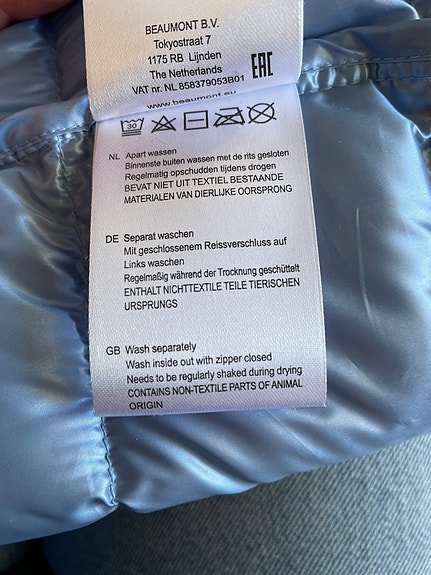 BEAUMONT B.V.
Tokyostraat 7
1175 RB Lijnden
The Netherlands
VAT nr. NL 858379053B01
EAC
www.beaumont.eu
30
NL Apart wassen
Binnenste buiten wassen met de rits gesloten
Regelmatig opschudden tijdens drogen
BEVAT NIET UIT TEXTIEL BESTAANDE
MATERIALEN VAN DIERLIJKE OORSPRONG
DE Separat waschen
Mit geschlossenem Reissverschluss auf
Links waschen
Regelmaßig während der Trocknung geschüttelt
ENTHALT NICHTTEXTILE TEILE TIERISCHEN
URSPRUNGS
GB Wash separately
Wash inside out with zipper closed
Needs to be regularly shaked during drying
CONTAINS NON-TEXTILE PARTS OF ANIMAL
ORIGIN